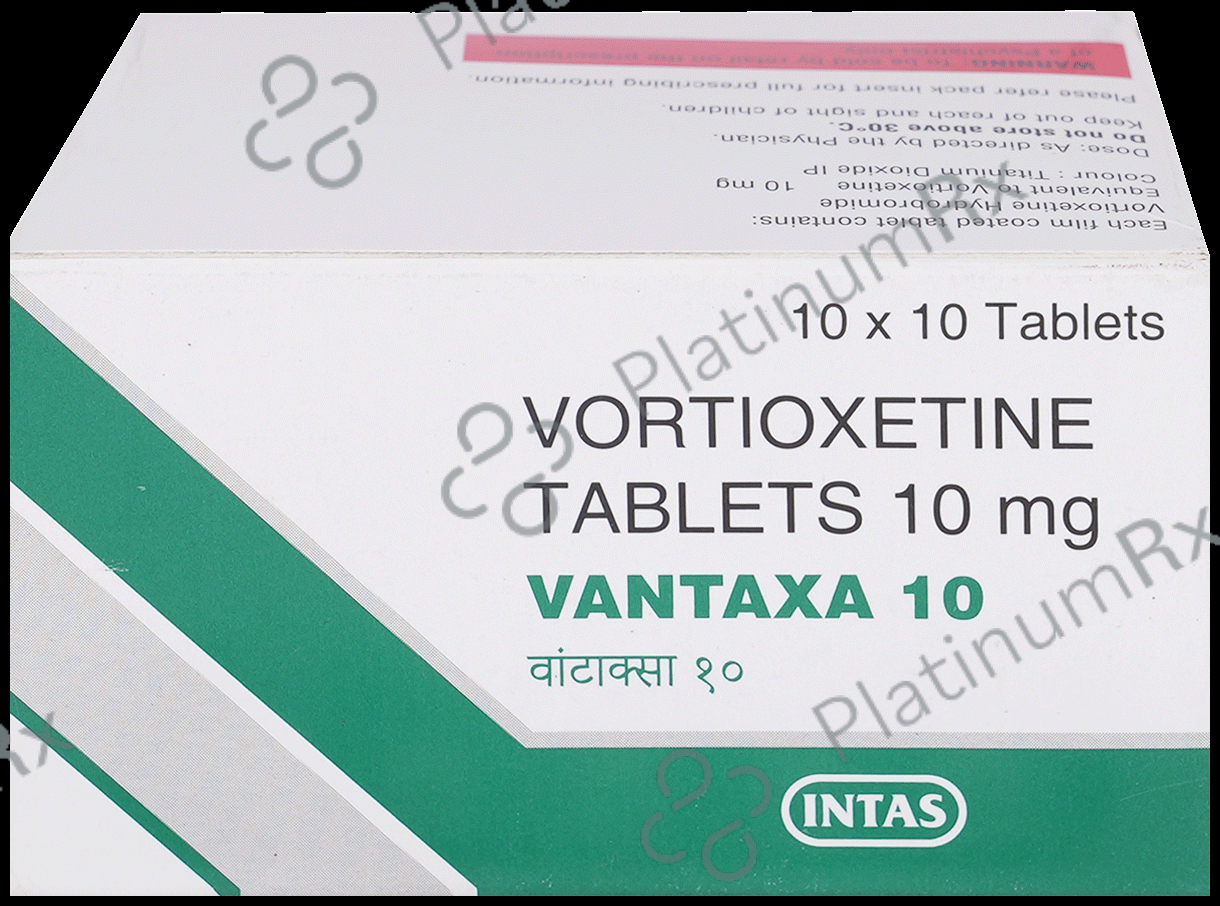 WARNING: To be sold by retail on the prescription
of a Psychiatrist only
Please refer pack insert for full prescribing information.
Keep out of reach and sight of children.
Do not store above 30°C.
Dose: As directed by the Physician.
Colour : Titanium Dioxide IP
Equivalent to Vortioxetine 10 mg
Vortioxetine Hydrobromide
Each film coated tablet contains:
10 x 10 Tablets
VORTIOXETINE
TABLETS 10 mg
VANTAXA 10
वांटाक्सा १०
INTAS
PlatinumRx
PlatinumRx
PlatinumRx